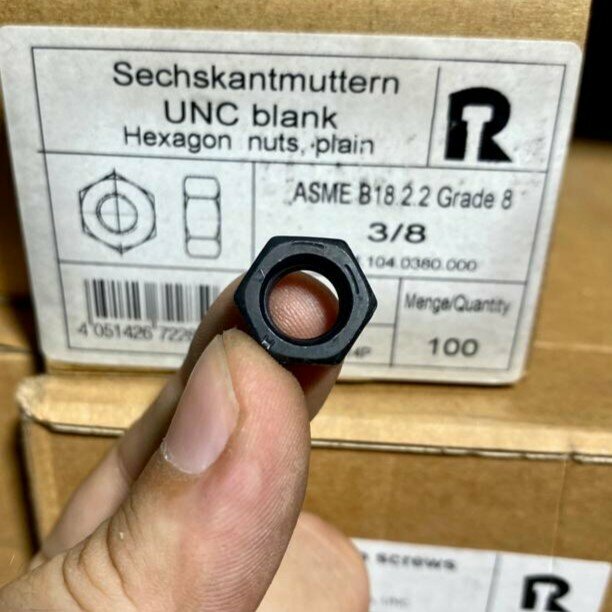 Sechskantmuttern
UNC blank
Hexagon nuts, plain
R
ASME B18.2.2 Grade 8
3/8
104.0380.000
Menge/Quantity
4 051426
100
screws
R